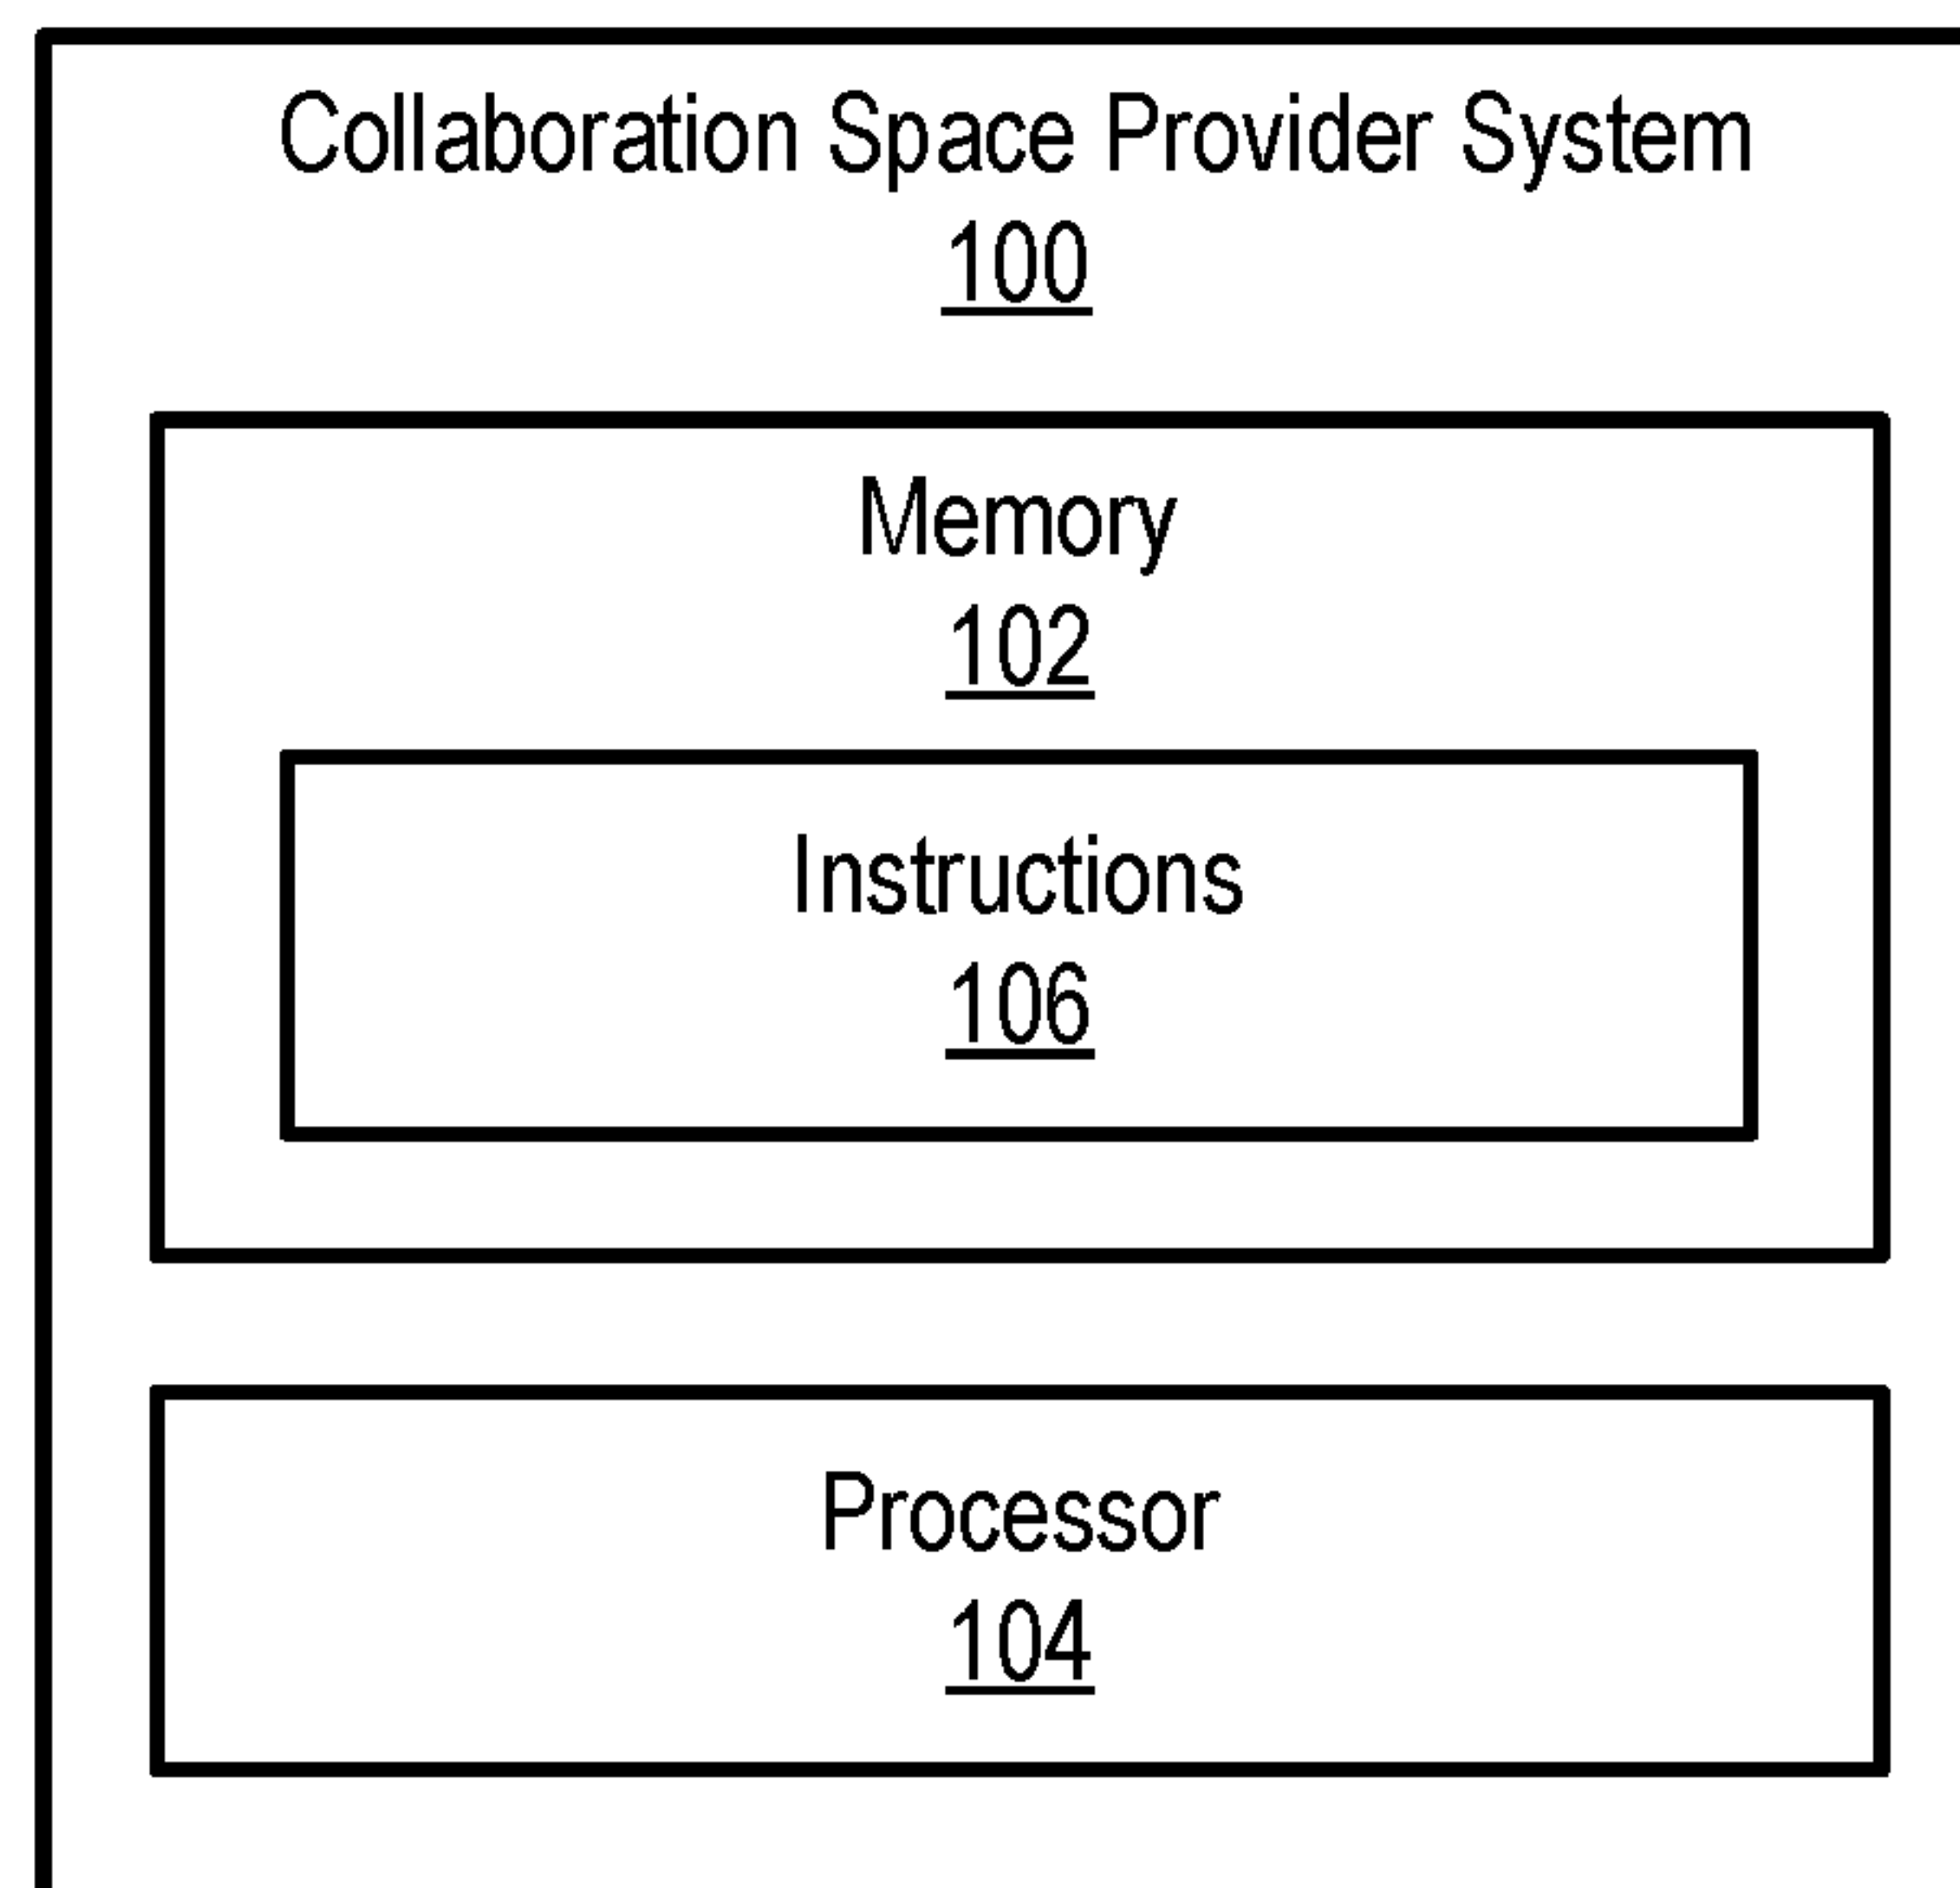 Collaboration Space Provider System
100
Memory
102
Instructions
106
Processor
104